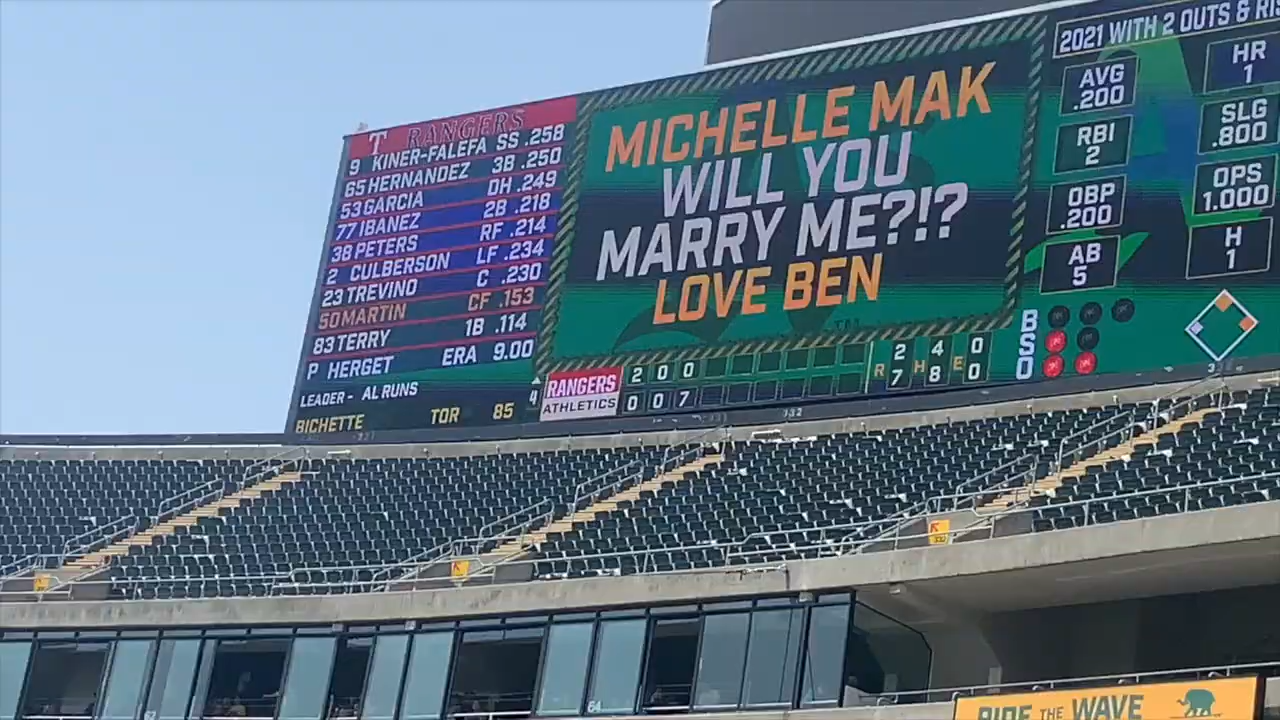 T RANGERS
9 KINER-FALEFA SS .258
65 HERNANDEZ 3B .250
53 GARCIA DH .249
77 IBANEZ 2B .218
38 PETERS RF .214
2 CULBERSON LF .234
23 TREVINO C .230
50 MARTIN CF .153
83 TERRY 1B .114
P HERGET ERA 9.00
LEADER - AL RUNS
BICHETTE TOR 85
MICHELLE MAK
WILL YOU
MARRY ME?!?
LOVE BEN
4 RANGERS 2 0 0 2 4 0
R H E
ATHLETICS 0 0 7 7 8 0
2021 WITH 2 OUTS & RIS
AVG .200
HR 1
RBI 2
SLG .800
OBP .200
OPS 1.000
AB 5
H 1
B
S
O
332
K
K
K
64
RIDE THE WAVE